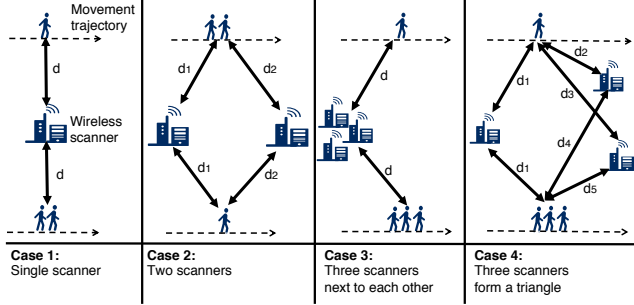 Movement
trajectory
d
Wireless
scanner
d
Case 1:
Single scanner
d1
d2
d1
d2
Case 2:
Two scanners
d
d
Case 3:
Three scanners
next to each other
d2
d1
d3
d4
d1
d5
Case 4:
Three scanners
form a triangle